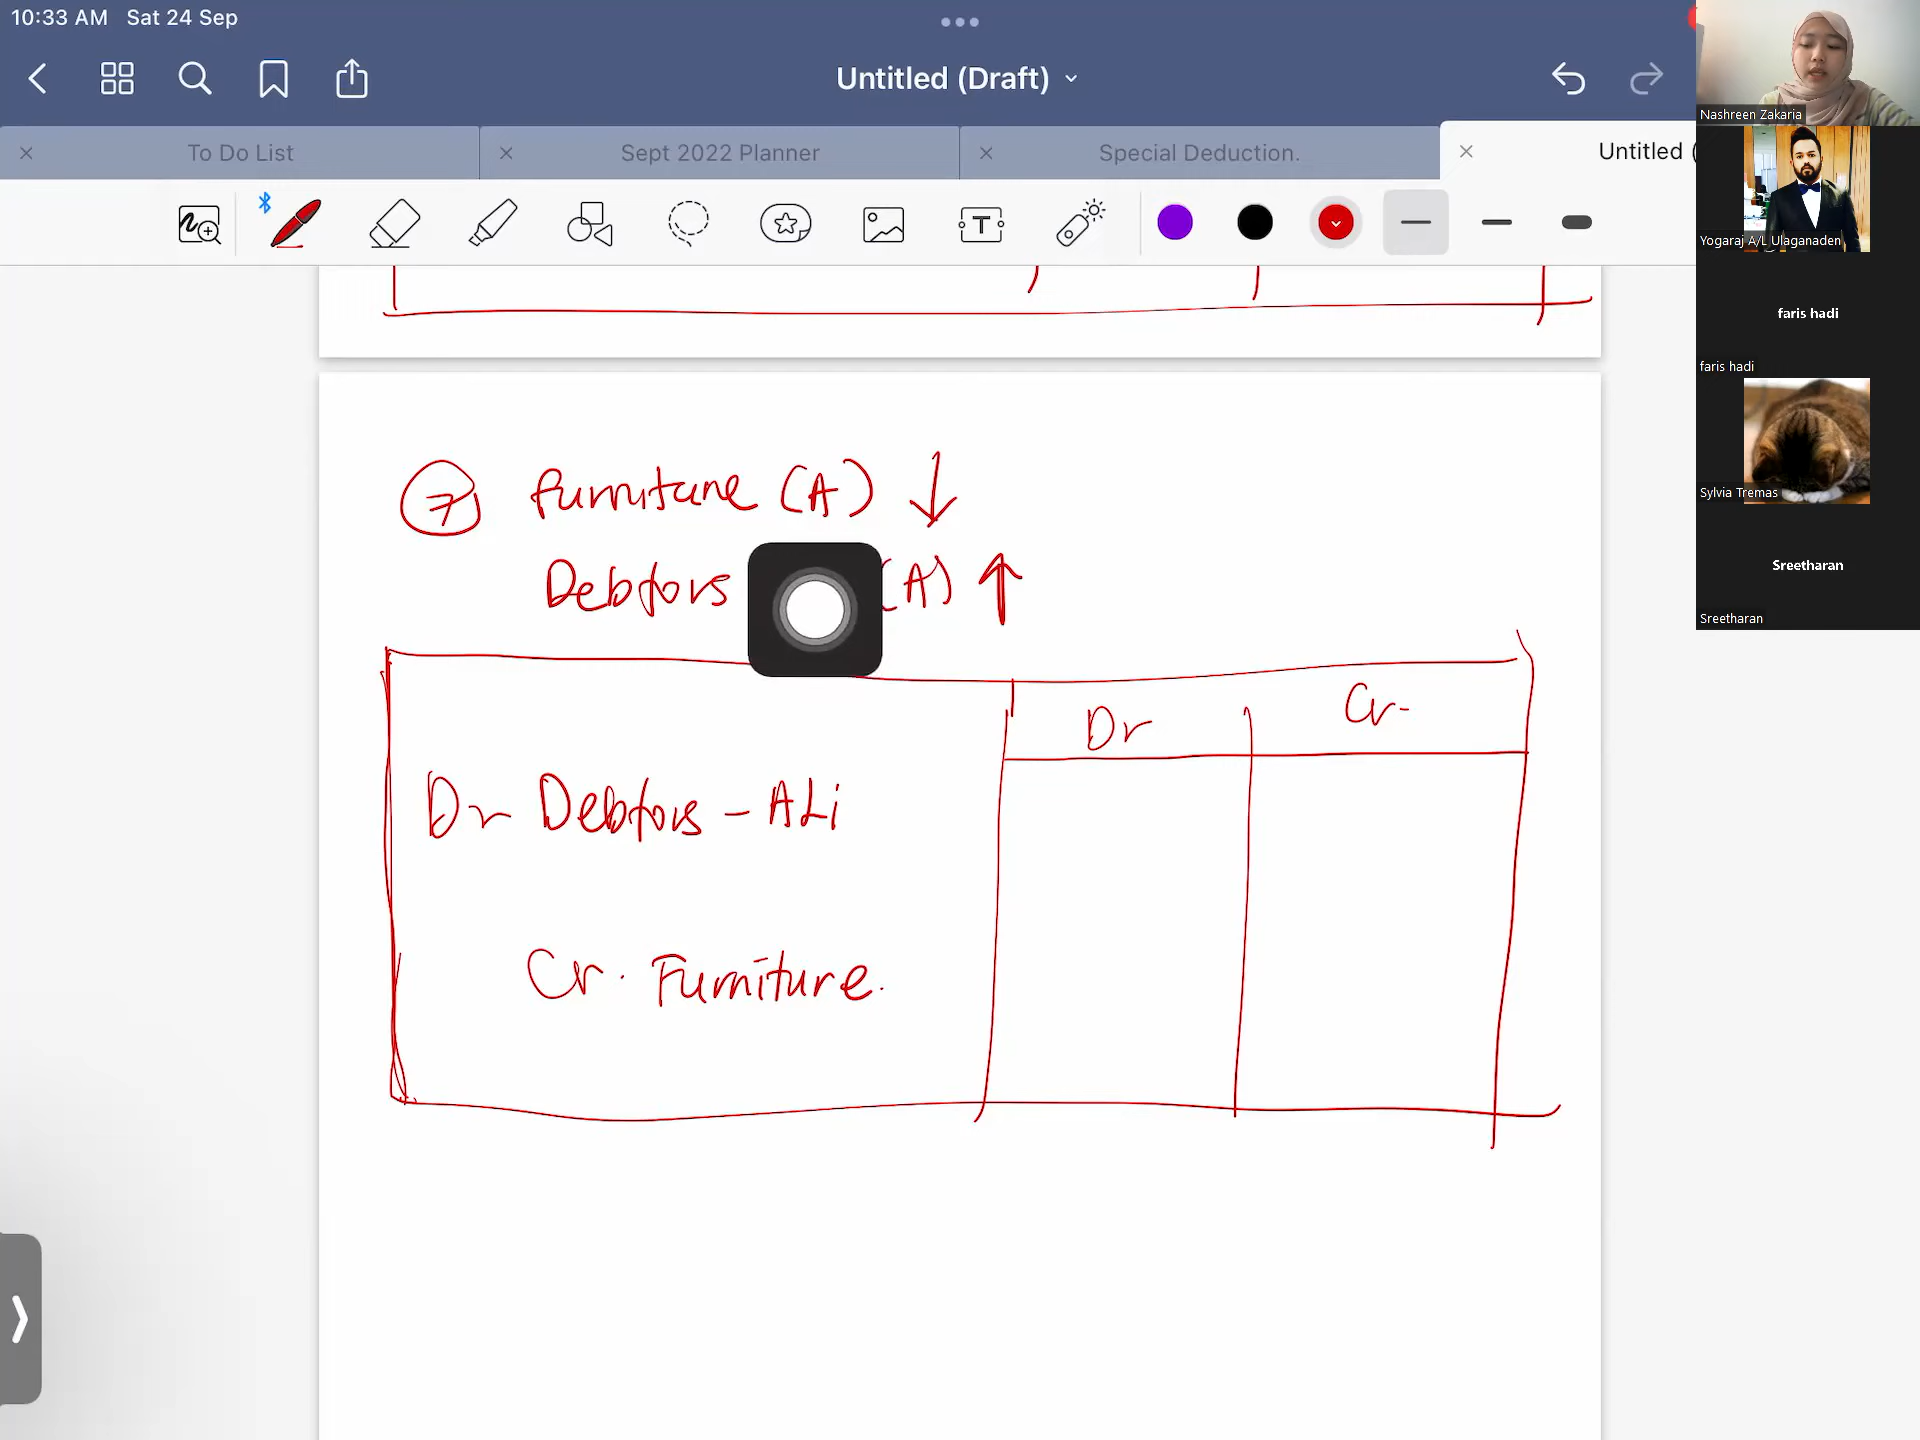 10:33 AM Sat 24 Sep
Untitled (Draft)
To Do List
Sept 2022 Planner
Special Deduction.
Untitled (
T
Nashreen Zakaria
Yogaraj A/L Ulaganaden
faris hadi
faris hadi
Sylvia Tremas
Sreetharan
Sreetharan
7 furniture (A) ↓
Debtors (A) ↑
Dr Cr-
Dr Debtors - ALi
Cr. Furniture.